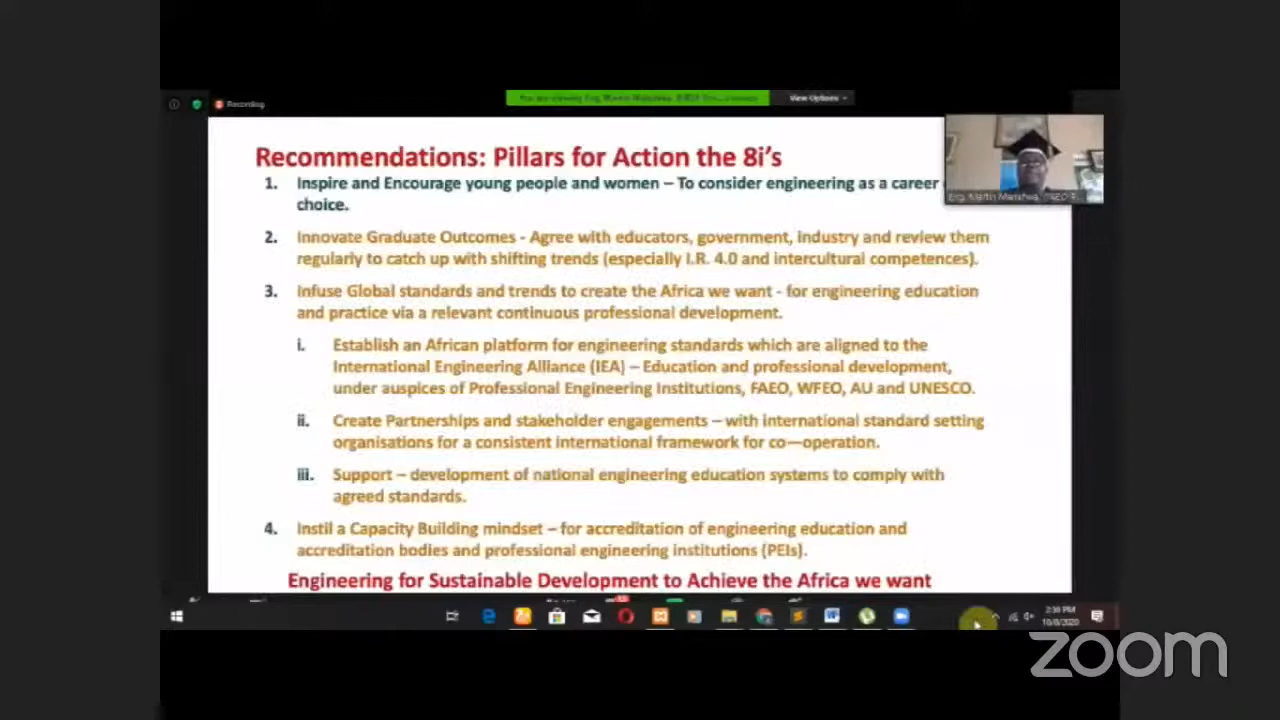 Recording
View Options
Recommendations: Pillars for Action the 8i's
1. Inspire and Encourage young people and women – To consider engineering as a career
choice.
2. Innovate Graduate Outcomes - Agree with educators, government, industry and review them
regularly to catch up with shifting trends (especially I.R. 4.0 and intercultural competences).
3. Infuse Global standards and trends to create the Africa we want - for engineering education
and practice via a relevant continuous professional development.
i. Establish an African platform for engineering standards which are aligned to the
International Engineering Alliance (IEA) – Education and professional development,
under auspices of Professional Engineering Institutions, FAEO, WFEO, AU and UNESCO.
ii. Create Partnerships and stakeholder engagements – with international standard setting
organisations for a consistent international framework for co—operation.
iii. Support – development of national engineering education systems to comply with
agreed standards.
4. Instil a Capacity Building mindset – for accreditation of engineering education and
accreditation bodies and professional engineering institutions (PEIs).
Engineering for Sustainable Development to Achieve the Africa we want
10/8/2020
zoom